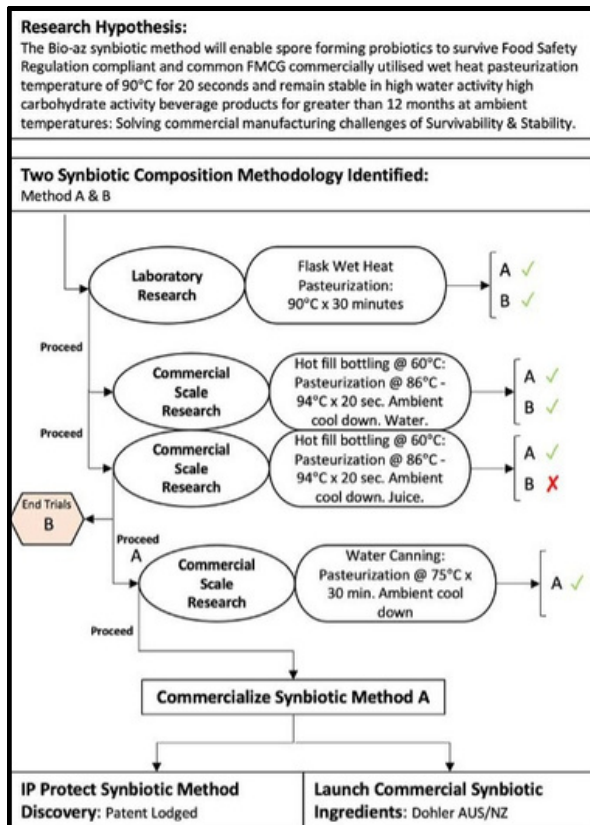 Research Hypothesis:
The Bio-az synbiotic method will enable spore forming probiotics to survive Food Safety
Regulation compliant and common FMCG commercially utilised wet heat pasteurization
temperature of 90°C for 20 seconds and remain stable in high water activity high
carbohydrate activity beverage products for greater than 12 months at ambient
temperatures: Solving commercial manufacturing challenges of Survivability & Stability.
Two Synbiotic Composition Methodology Identified:
Method A & B
Laboratory
Research
Flask Wet Heat
Pasteurization:
90°C x 30 minutes
A ✓
B ✓
Proceed
Commercial
Scale
Research
Hot fill bottling @ 60°C:
Pasteurization @ 86°C -
94°C x 20 sec. Ambient
cool down. Water.
A ✓
B ✓
Proceed
Commercial
Scale
Research
Hot fill bottling @ 60°C:
Pasteurization @ 86°C -
94°C x 20 sec. Ambient
cool down. Juice.
A ✓
B ✗
End Trials
B
Proceed
A
Commercial
Scale
Research
Water Canning:
Pasteurization @ 75°C x
30 min. Ambient cool
down
A ✓
Proceed
Commercialize Synbiotic Method A
IP Protect Synbiotic Method
Discovery: Patent Lodged
Launch Commercial Synbiotic
Ingredients: Dohler AUS/NZ